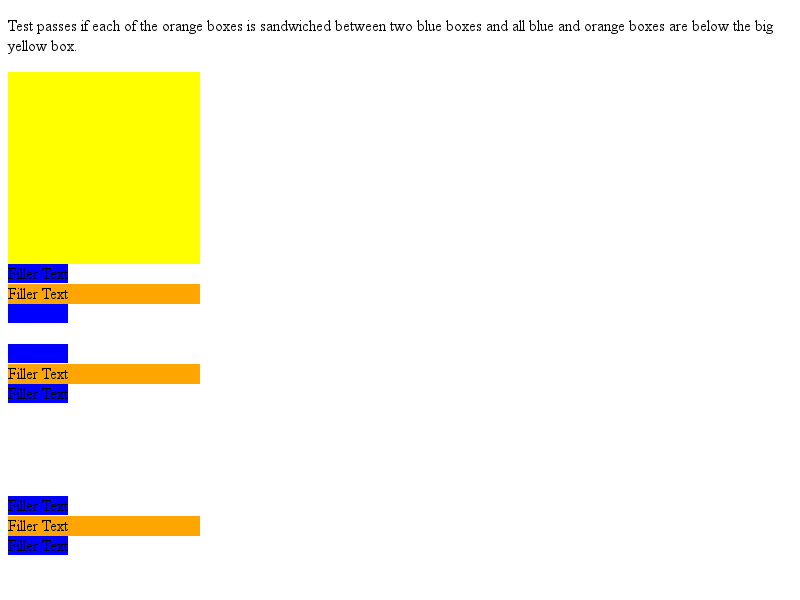 Test passes if each of the orange boxes is sandwiched between two blue boxes and all blue and orange boxes are below the big
yellow box.
Filler Text
Filler Text
Filler Text
Filler Text
Filler Text
Filler Text
Filler Text